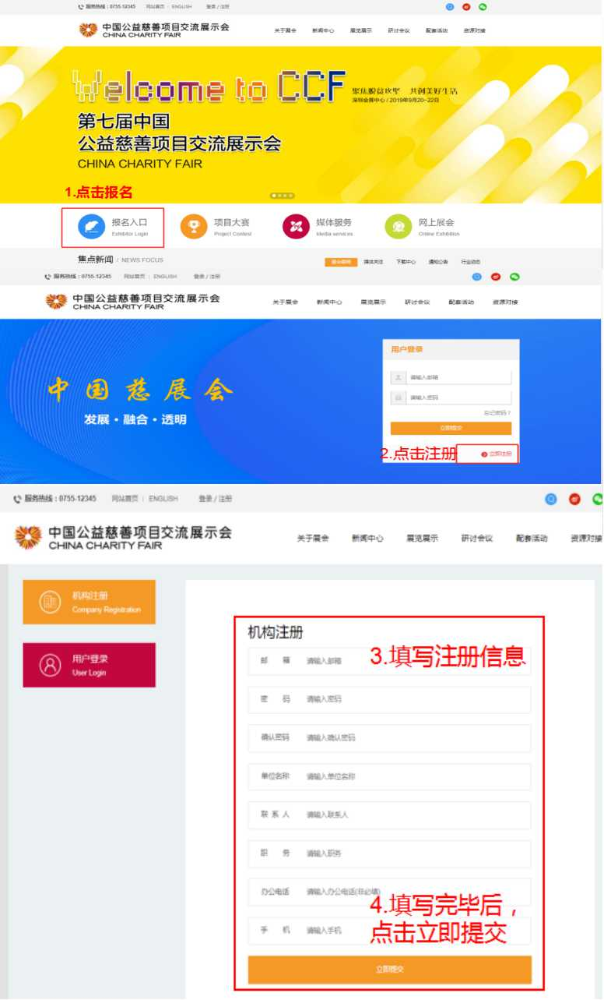 服务热线：0755-12345 网站首页 | ENGLISH 登录 / 注册
中国公益慈善项目交流展示会
CHINA CHARITY FAIR
关于展会 新闻中心 展览展示 研讨会议 配套活动 资源对接
Welcome to CCF
聚焦脱贫攻坚 共创美好生活
深圳会展中心 / 2019年9月20-22日
第七届中国
公益慈善项目交流展示会
CHINA CHARITY FAIR
1.点击报名
报名入口
Exhibitor Login
项目大赛
Project Contest
媒体服务
Media services
网上展会
Online Exhibition
焦点新闻 / NEWS FOCUS
展会新闻 媒体关注 下载中心 通知公告 行业动态
服务热线：0755-12345 网站首页 | ENGLISH 登录 / 注册
中国公益慈善项目交流展示会
CHINA CHARITY FAIR
关于展会 新闻中心 展览展示 研讨会议 配套活动 资源对接
中国慈展会
发展·融合·透明
用户登录
请输入邮箱
请输入密码
忘记密码？
立即提交
2.点击注册
立即注册
服务热线：0755-12345 网站首页 | ENGLISH 登录 / 注册
中国公益慈善项目交流展示会
CHINA CHARITY FAIR
关于展会 新闻中心 展览展示 研讨会议 配套活动 资源对接
机构注册
Company Registration
用户登录
User Login
机构注册
3.填写注册信息
邮 箱 请输入邮箱
密 码 请输入密码
确认密码 请输入确认密码
单位名称 请输入单位名称
联 系 人 请输入联系人
职 务 请输入职务
办公电话 请输入办公电话(非必填)
4.填写完毕后，
点击立即提交
手 机 请输入手机
立即提交